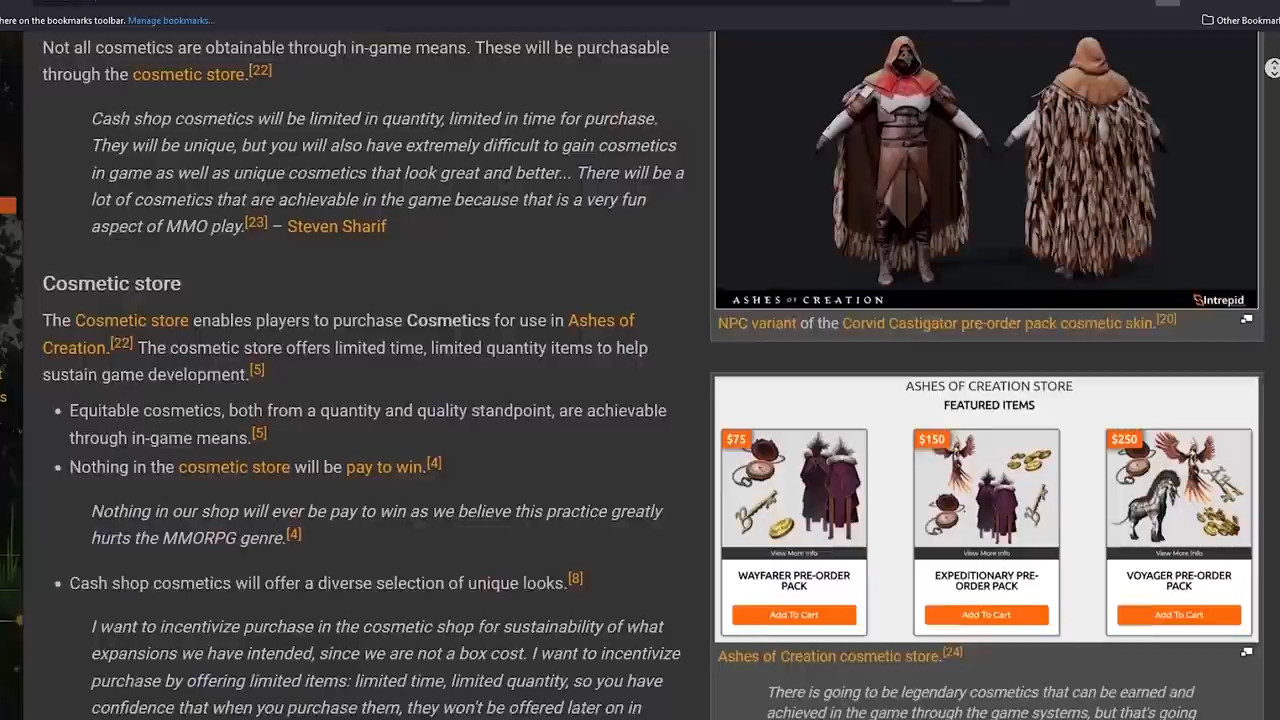 here on the bookmarks toolbar. Manage bookmarks...
Other Bookmar
Not all cosmetics are obtainable through in-game means. These will be purchasable
through the cosmetic store.[22]
Cash shop cosmetics will be limited in quantity, limited in time for purchase.
They will be unique, but you will also have extremely difficult to gain cosmetics
in game as well as unique cosmetics that look great and better... There will be a
lot of cosmetics that are achievable in the game because that is a very fun
aspect of MMO play.[23] – Steven Sharif
Cosmetic store
The Cosmetic store enables players to purchase Cosmetics for use in Ashes of
Creation.[22] The cosmetic store offers limited time, limited quantity items to help
sustain game development.[5]
• Equitable cosmetics, both from a quantity and quality standpoint, are achievable
through in-game means.[5]
• Nothing in the cosmetic store will be pay to win.[4]
Nothing in our shop will ever be pay to win as we believe this practice greatly
hurts the MMORPG genre.[4]
• Cash shop cosmetics will offer a diverse selection of unique looks.[8]
I want to incentivize purchase in the cosmetic shop for sustainability of what
expansions we have intended, since we are not a box cost. I want to incentivize
purchase by offering limited items: limited time, limited quantity, so you have
confidence that when you purchase them, they won't be offered later on in
ASHES OF CREATION
Intrepid
NPC variant of the Corvid Castigator pre-order pack cosmetic skin.[20]
ASHES OF CREATION STORE
FEATURED ITEMS
$75
$150
$250
View More Info
View More Info
View More Info
WAYFARER PRE-ORDER
PACK
EXPEDITIONARY PRE-
ORDER PACK
VOYAGER PRE-ORDER
PACK
Add To Cart
Add To Cart
Add To Cart
Ashes of Creation cosmetic store.[24]
There is going to be legendary cosmetics that can be earned and
achieved in the game through the game systems, but that's going